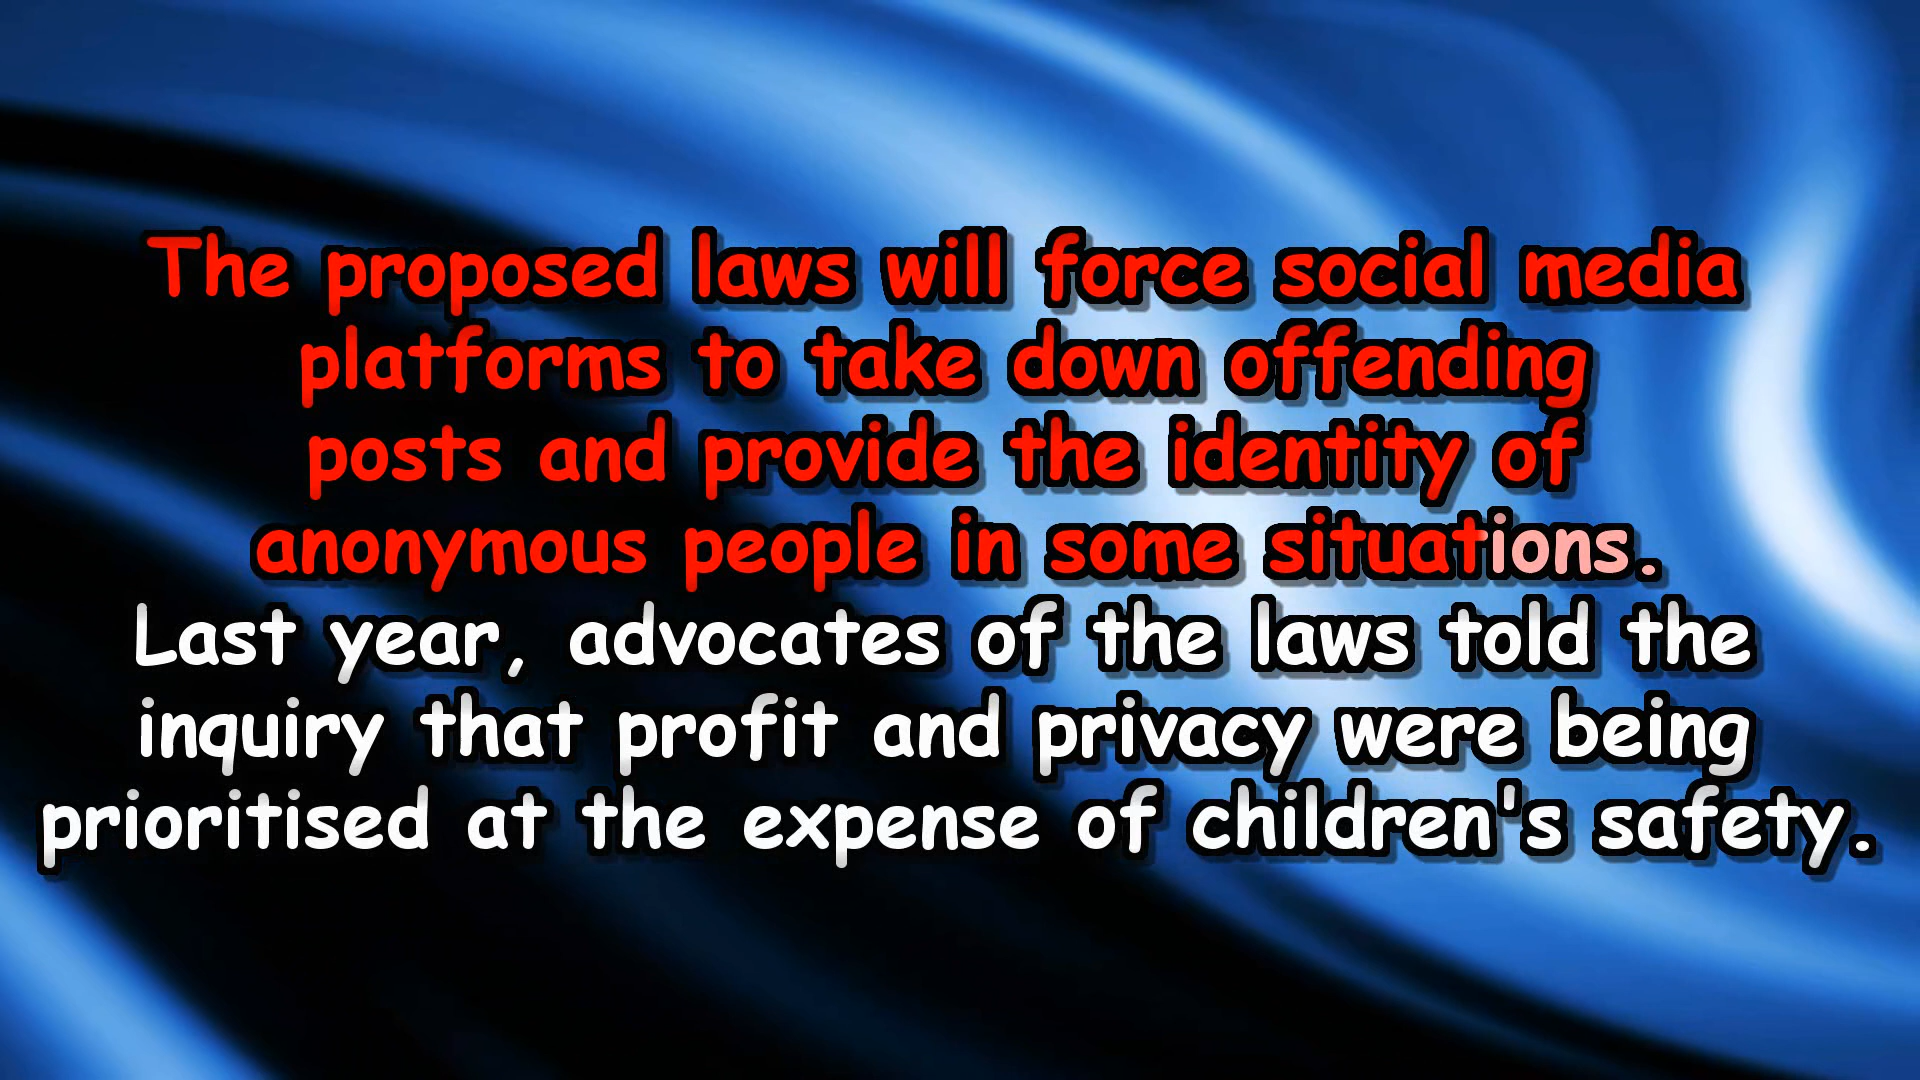 The proposed laws will force social media
platforms to take down offending
posts and provide the identity of
anonymous people in some situations.
Last year, advocates of the laws told the
inquiry that profit and privacy were being
prioritised at the expense of children's safety.